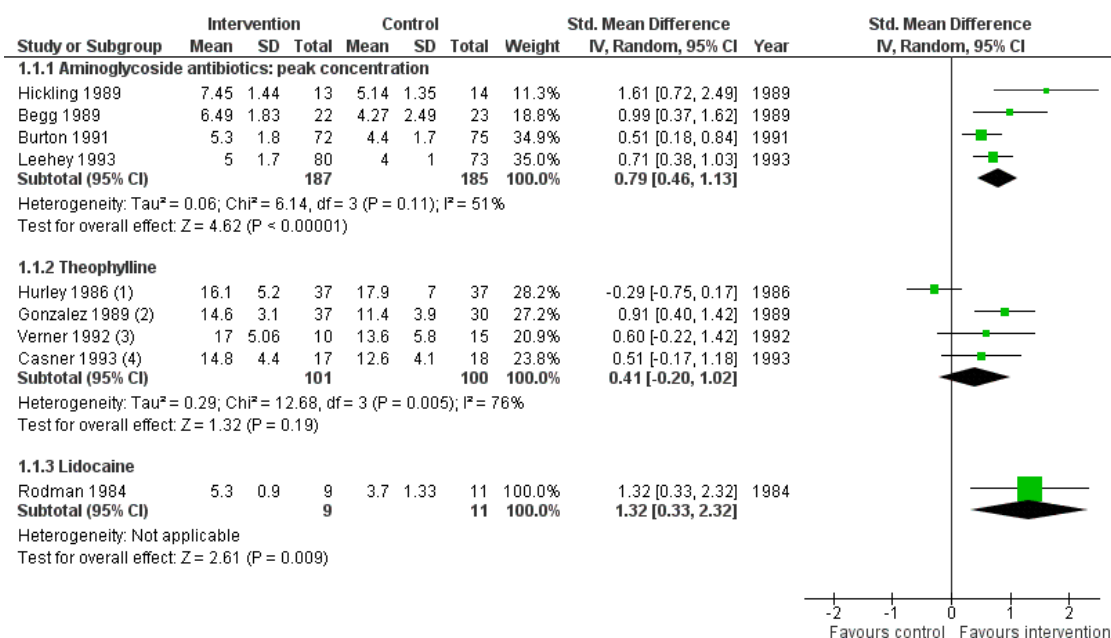 Intervention Control Std. Mean Difference Std. Mean Difference
Study or Subgroup Mean SD Total Mean SD Total Weight IV, Random, 95% CI Year IV, Random, 95% CI
1.1.1 Aminoglycoside antibiotics: peak concentration
Hickling 1989 7.45 1.44 13 5.14 1.35 14 11.3% 1.61 [0.72, 2.49] 1989
Begg 1989 6.49 1.83 22 4.27 2.49 23 18.8% 0.99 [0.37, 1.62] 1989
Burton 1991 5.3 1.8 72 4.4 1.7 75 34.9% 0.51 [0.18, 0.84] 1991
Leehey 1993 5 1.7 80 4 1 73 35.0% 0.71 [0.38, 1.03] 1993
Subtotal (95% CI) 187 185 100.0% 0.79 [0.46, 1.13]
Heterogeneity: Tau² = 0.06; Chi² = 6.14, df = 3 (P = 0.11); I² = 51%
Test for overall effect: Z = 4.62 (P < 0.00001)
1.1.2 Theophylline
Hurley 1986 (1) 16.1 5.2 37 17.9 7 37 28.2% -0.29 [-0.75, 0.17] 1986
Gonzalez 1989 (2) 14.6 3.1 37 11.4 3.9 30 27.2% 0.91 [0.40, 1.42] 1989
Verner 1992 (3) 17 5.06 10 13.6 5.8 15 20.9% 0.60 [-0.22, 1.42] 1992
Casner 1993 (4) 14.8 4.4 17 12.6 4.1 18 23.8% 0.51 [-0.17, 1.18] 1993
Subtotal (95% CI) 101 100 100.0% 0.41 [-0.20, 1.02]
Heterogeneity: Tau² = 0.29; Chi² = 12.68, df = 3 (P = 0.005); I² = 76%
Test for overall effect: Z = 1.32 (P = 0.19)
1.1.3 Lidocaine
Rodman 1984 5.3 0.9 9 3.7 1.33 11 100.0% 1.32 [0.33, 2.32] 1984
Subtotal (95% CI) 9 11 100.0% 1.32 [0.33, 2.32]
Heterogeneity: Not applicable
Test for overall effect: Z = 2.61 (P = 0.009)
-2 -1 0 1 2
Favours control Favours intervention